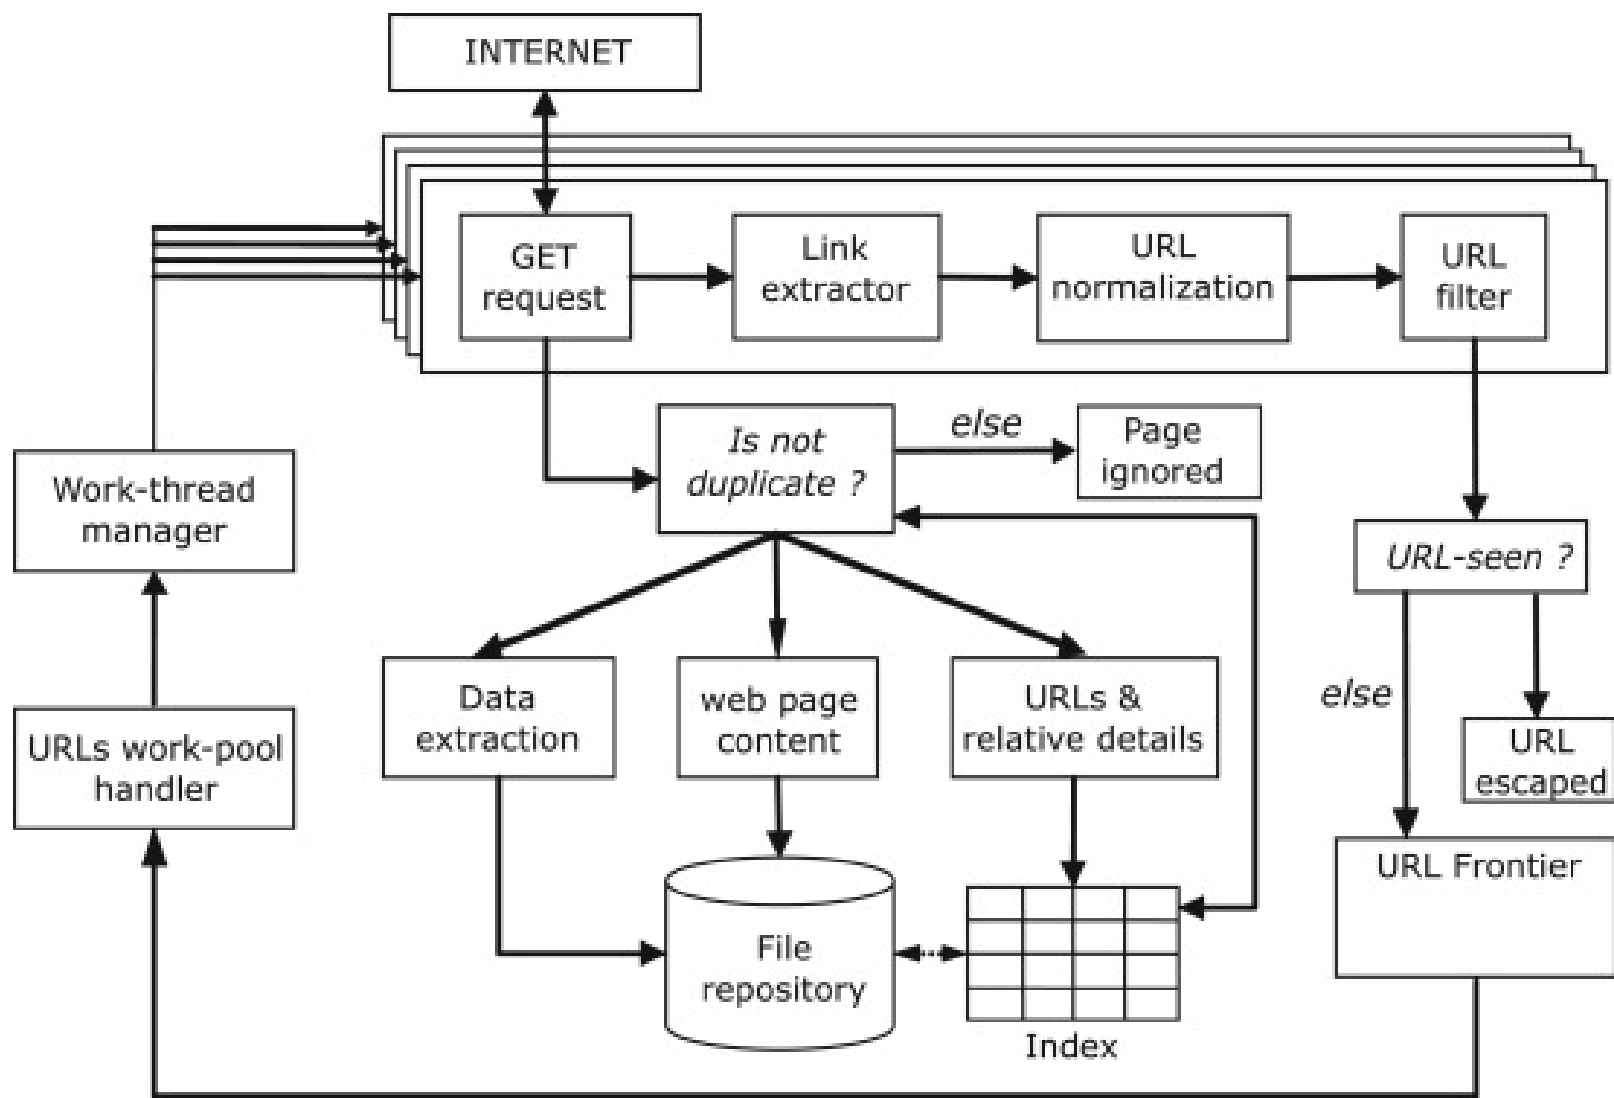 INTERNET
GET
request
Link
extractor
URL
normalization
URL
filter
Is not
duplicate ?
else
Page
ignored
Work-thread
manager
URL-seen ?
Data
extraction
web page
content
URLs &
relative details
else
URLs work-pool
handler
URL
escaped
URL Frontier
File
repository
Index